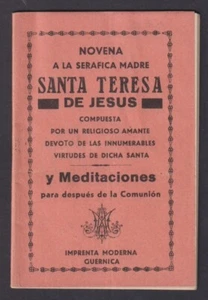 NOVENA
A LA SERAFICA MADRE
SANTA TERESA
DE JESUS
COMPUESTA
POR UN RELIGIOSO AMANTE
DEVOTO DE LAS INNUMERABLES
VIRTUDES DE DICHA SANTA
y Meditaciones
para después de la Comunión
IMPRENTA MODERNA
GUERNICA